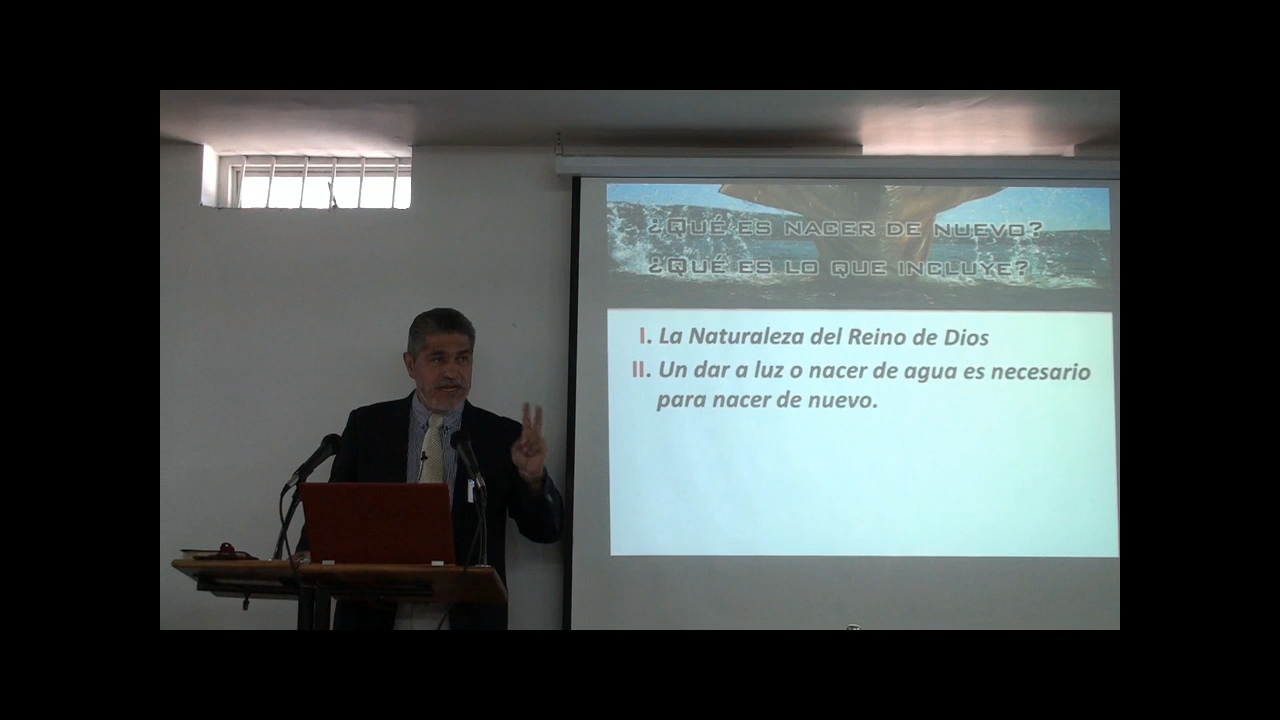 ¿Qué es nacer de nuevo?
¿Qué es lo que incluye?
I. La Naturaleza del Reino de Dios
II. Un dar a luz o nacer de agua es necesario
para nacer de nuevo.